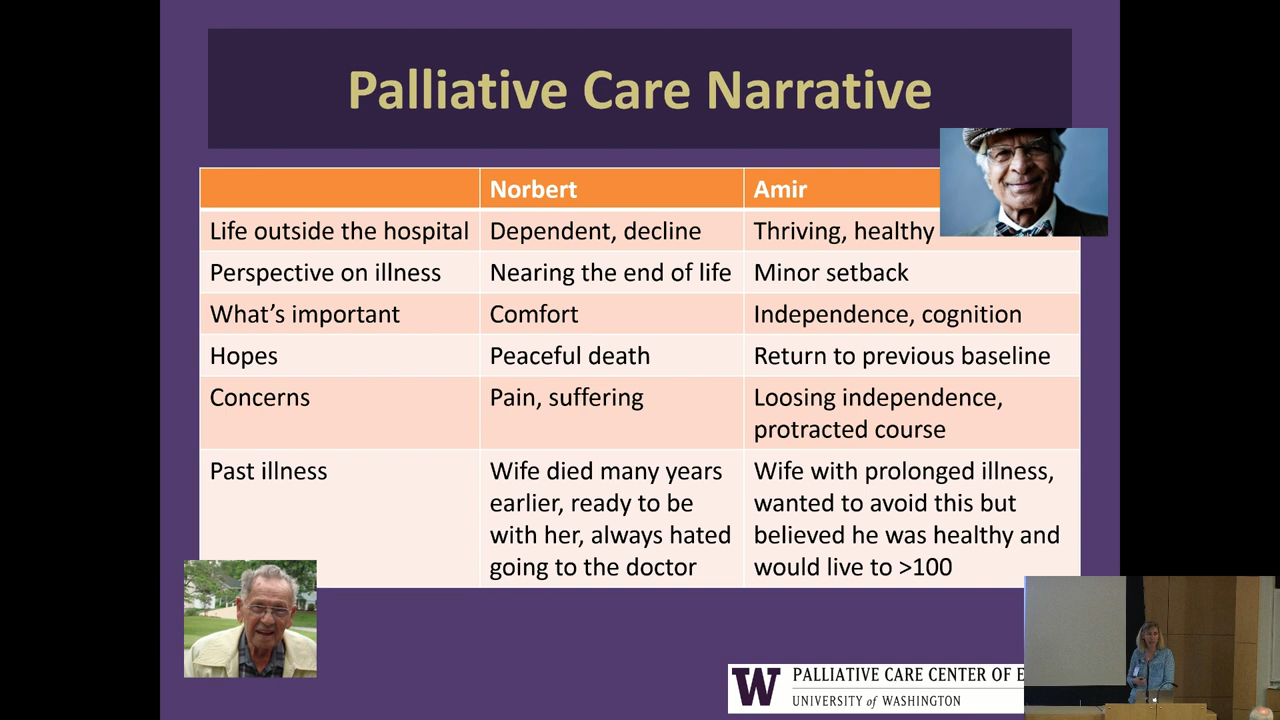 Palliative Care Narrative
Norbert
Amir
Life outside the hospital
Dependent, decline
Thriving, healthy
Perspective on illness
Nearing the end of life
Minor setback
What's important
Comfort
Independence, cognition
Hopes
Peaceful death
Return to previous baseline
Concerns
Pain, suffering
Loosing independence,
protracted course
Past illness
Wife died many years
earlier, ready to be
with her, always hated
going to the doctor
Wife with prolonged illness,
wanted to avoid this but
believed he was healthy and
would live to >100
W
PALLIATIVE CARE CENTER OF
UNIVERSITY of WASHINGTON